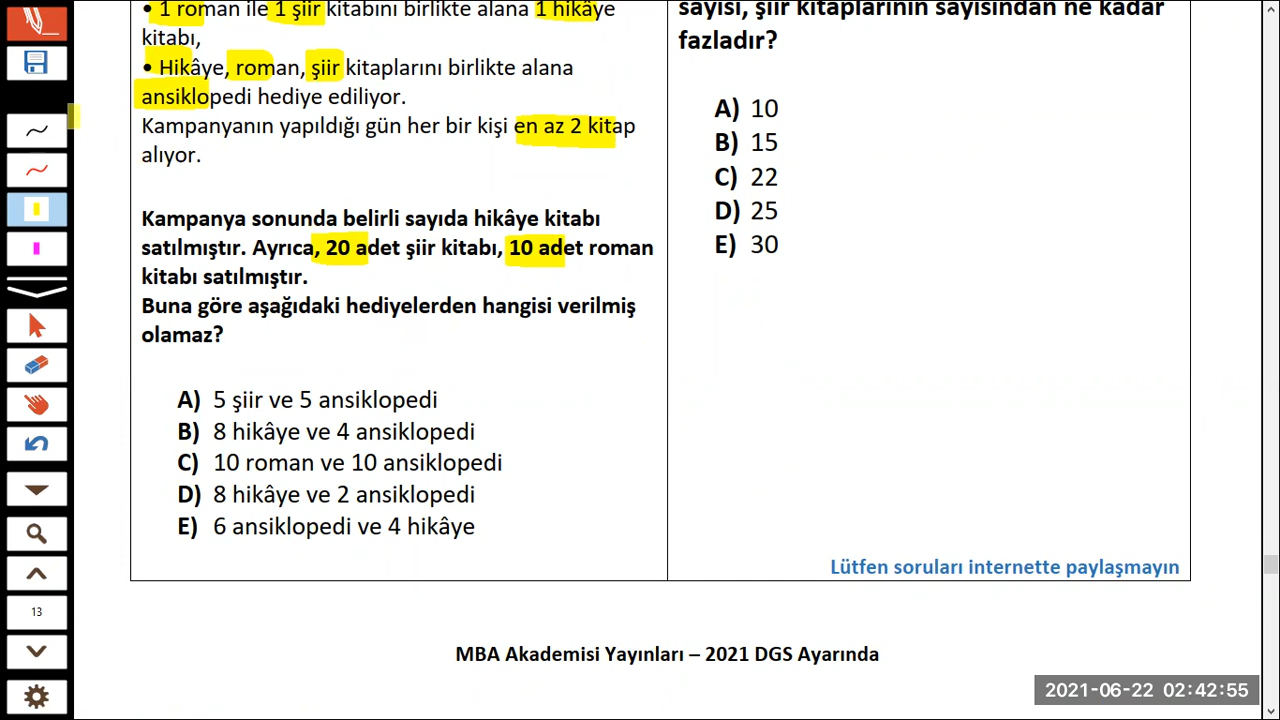 • 1 roman ile 1 şiir kitabını birlikte alana 1 hikâye
kitabı,
• Hikâye, roman, şiir kitaplarını birlikte alana
ansiklopedi hediye ediliyor.
Kampanyanın yapıldığı gün her bir kişi en az 2 kitap
alıyor.
Kampanya sonunda belirli sayıda hikâye kitabı
satılmıştır. Ayrıca, 20 adet şiir kitabı, 10 adet roman
kitabı satılmıştır.
Buna göre aşağıdaki hediyelerden hangisi verilmiş
olamaz?
A) 5 şiir ve 5 ansiklopedi
B) 8 hikâye ve 4 ansiklopedi
C) 10 roman ve 10 ansiklopedi
D) 8 hikâye ve 2 ansiklopedi
E) 6 ansiklopedi ve 4 hikâye
sayısı, şiir kitaplarının sayısından ne kadar
fazladır?
A) 10
B) 15
C) 22
D) 25
E) 30
Lütfen soruları internette paylaşmayın
MBA Akademisi Yayınları – 2021 DGS Ayarında
13
2021-06-22 02:42:55